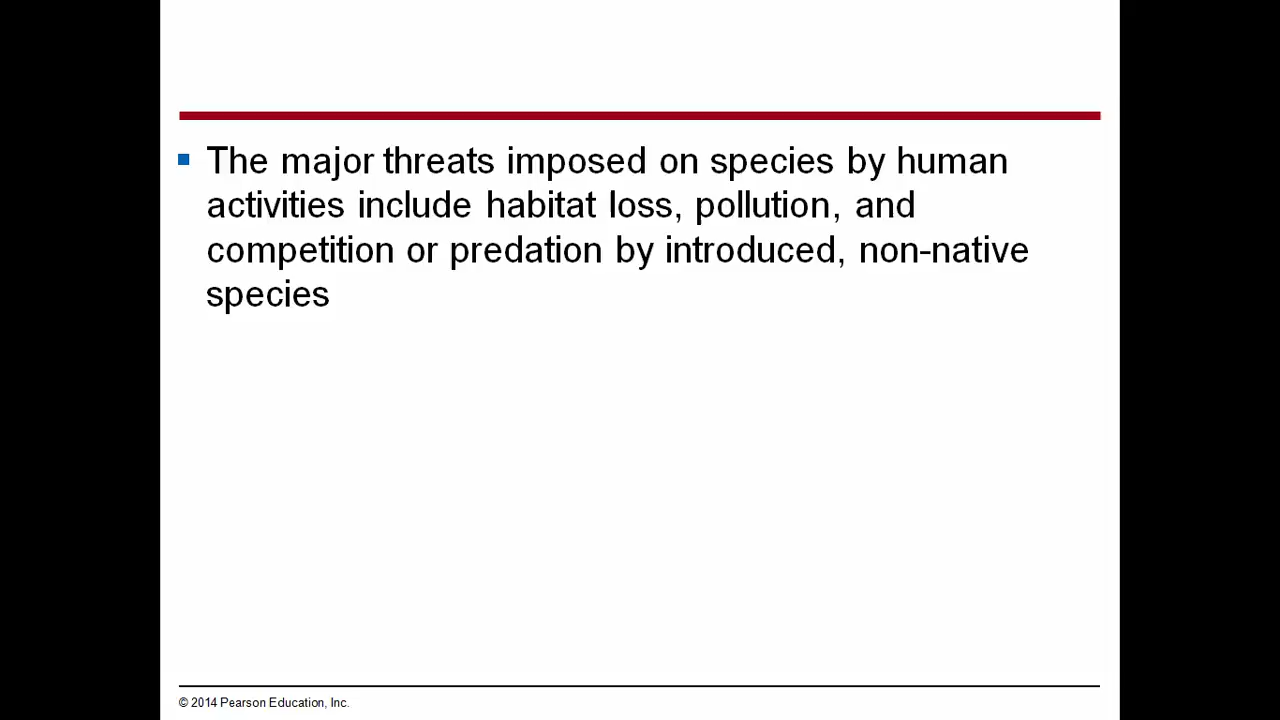 The major threats imposed on species by human
activities include habitat loss, pollution, and
competition or predation by introduced, non-native
species
© 2014 Pearson Education, Inc.